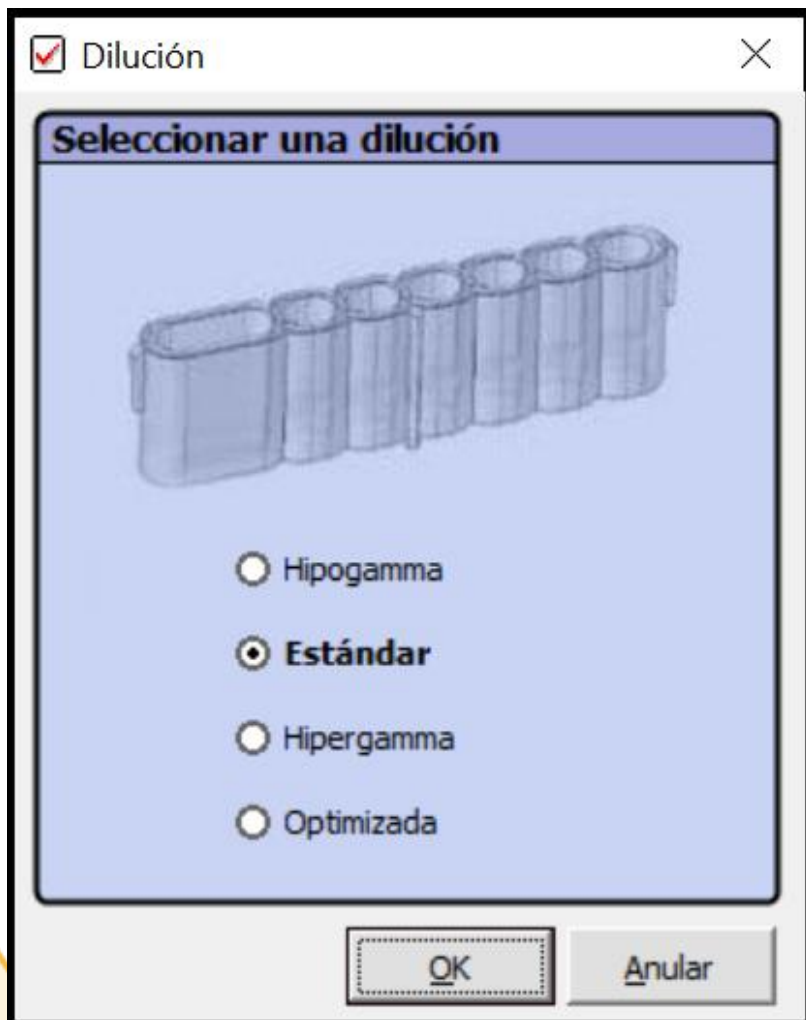 Dilución
Seleccionar una dilución
Hipogamma
Estándar
Hipergamma
Optimizada
OK
Anular